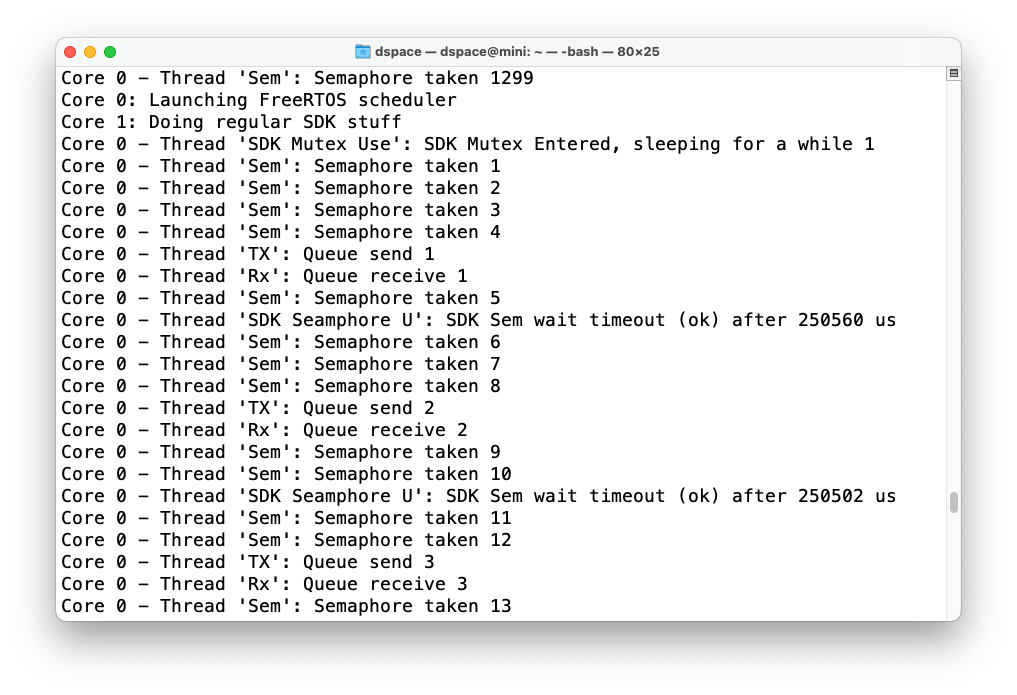 dspace — dspace@mini: ~ — -bash — 80×25
Core 0 - Thread 'Sem': Semaphore taken 1299
Core 0: Launching FreeRTOS scheduler
Core 1: Doing regular SDK stuff
Core 0 - Thread 'SDK Mutex Use': SDK Mutex Entered, sleeping for a while 1
Core 0 - Thread 'Sem': Semaphore taken 1
Core 0 - Thread 'Sem': Semaphore taken 2
Core 0 - Thread 'Sem': Semaphore taken 3
Core 0 - Thread 'Sem': Semaphore taken 4
Core 0 - Thread 'TX': Queue send 1
Core 0 - Thread 'Rx': Queue receive 1
Core 0 - Thread 'Sem': Semaphore taken 5
Core 0 - Thread 'SDK Seamphore U': SDK Sem wait timeout (ok) after 250560 us
Core 0 - Thread 'Sem': Semaphore taken 6
Core 0 - Thread 'Sem': Semaphore taken 7
Core 0 - Thread 'Sem': Semaphore taken 8
Core 0 - Thread 'TX': Queue send 2
Core 0 - Thread 'Rx': Queue receive 2
Core 0 - Thread 'Sem': Semaphore taken 9
Core 0 - Thread 'Sem': Semaphore taken 10
Core 0 - Thread 'SDK Seamphore U': SDK Sem wait timeout (ok) after 250502 us
Core 0 - Thread 'Sem': Semaphore taken 11
Core 0 - Thread 'Sem': Semaphore taken 12
Core 0 - Thread 'TX': Queue send 3
Core 0 - Thread 'Rx': Queue receive 3
Core 0 - Thread 'Sem': Semaphore taken 13